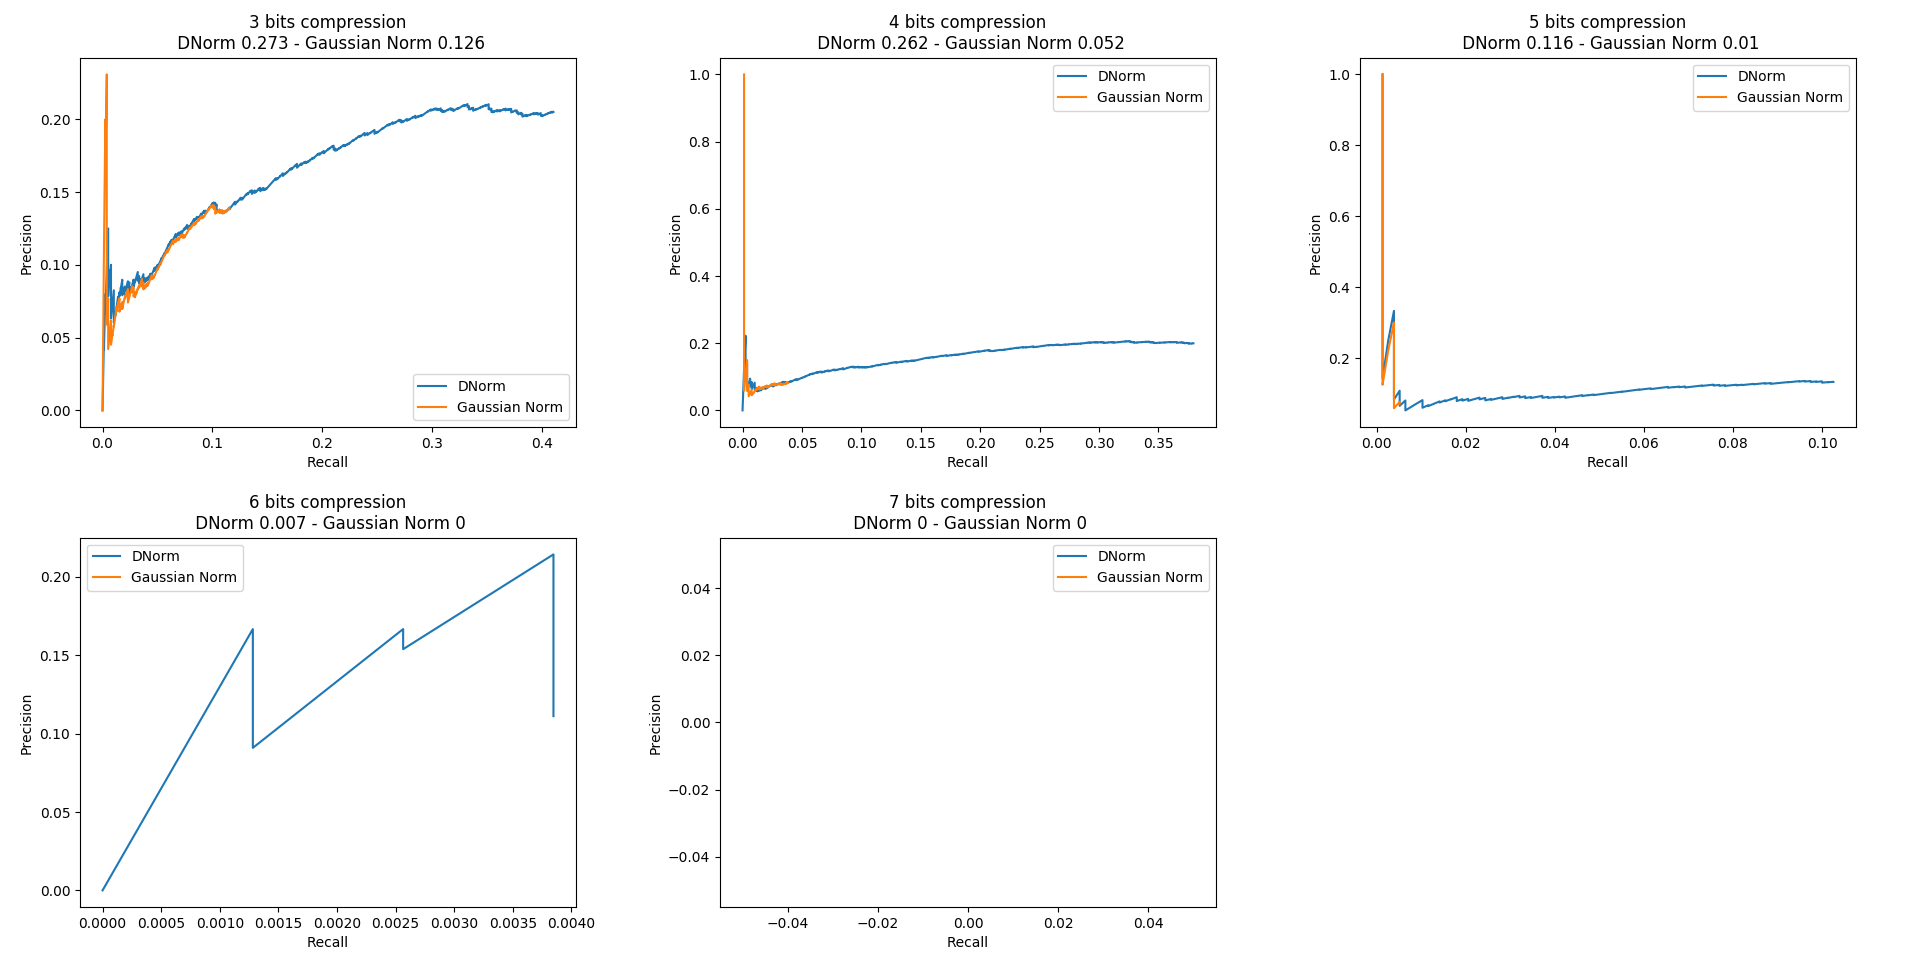 3 bits compression
DNorm 0.273 - Gaussian Norm 0.126
0.20
0.15
0.10
0.05
0.00
Precision
0.0
0.1
0.2
0.3
0.4
Recall
DNorm
Gaussian Norm
4 bits compression
DNorm 0.262 - Gaussian Norm 0.052
1.0
0.8
0.6
0.4
0.2
0.0
Precision
0.00
0.05
0.10
0.15
0.20
0.25
0.30
0.35
Recall
DNorm
Gaussian Norm
5 bits compression
DNorm 0.116 - Gaussian Norm 0.01
1.0
0.8
0.6
0.4
0.2
Precision
0.00
0.02
0.04
0.06
0.08
0.10
Recall
DNorm
Gaussian Norm
6 bits compression
DNorm 0.007 - Gaussian Norm 0
0.20
0.15
0.10
0.05
0.00
Precision
0.0000
0.0005
0.0010
0.0015
0.0020
0.0025
0.0030
0.0035
0.0040
Recall
DNorm
Gaussian Norm
7 bits compression
DNorm 0 - Gaussian Norm 0
0.04
0.02
0.00
−0.02
−0.04
Precision
−0.04
−0.02
0.00
0.02
0.04
Recall
DNorm
Gaussian Norm